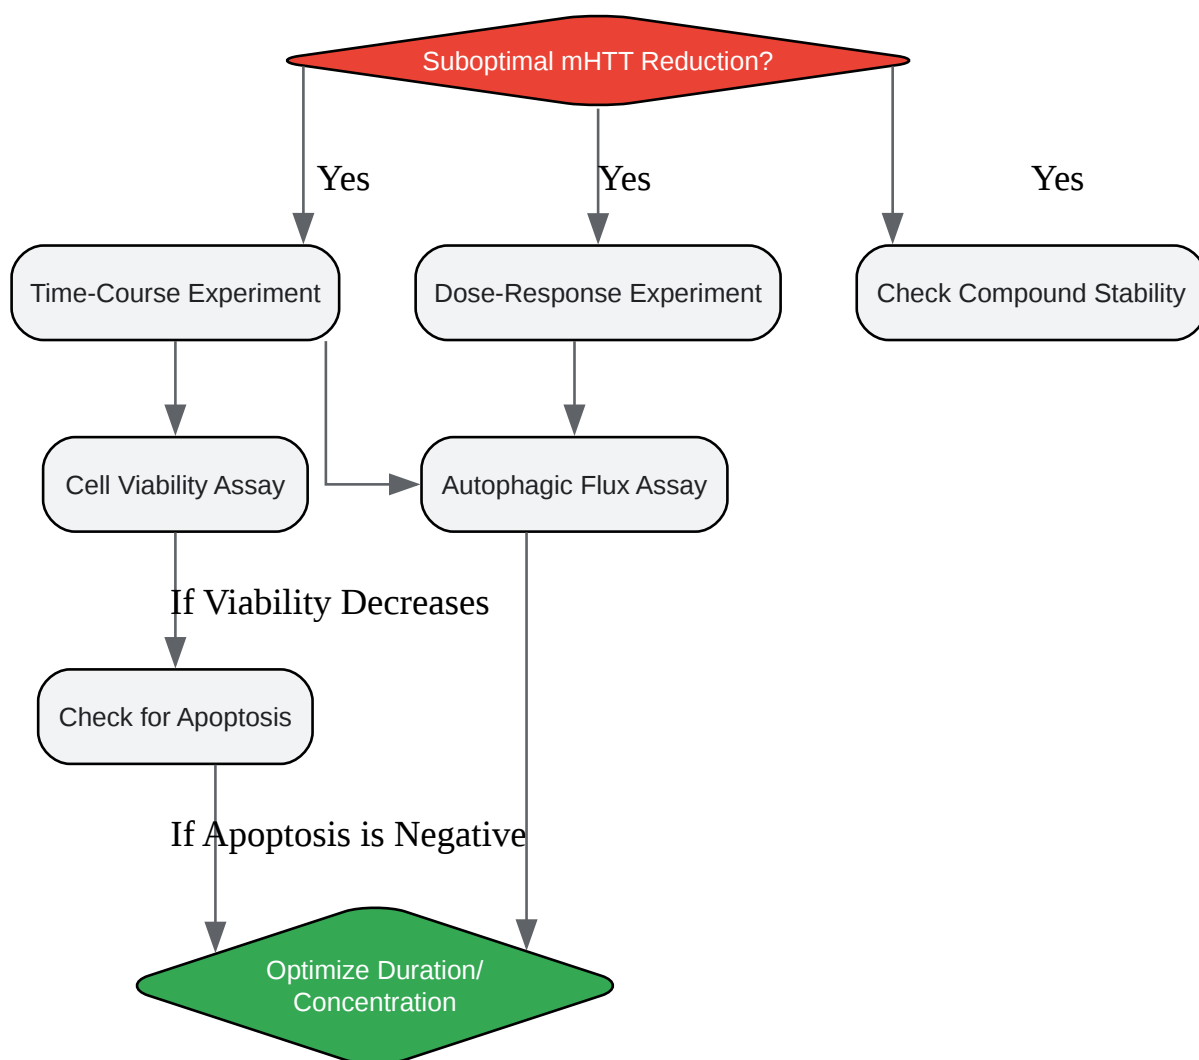 Suboptimal mHTT Reduction?
Yes
Yes
Yes
Time-Course Experiment
Dose-Response Experiment
Check Compound Stability
Cell Viability Assay
Autophagic Flux Assay
If Viability Decreases
Check for Apoptosis
If Apoptosis is Negative
Optimize Duration/
Concentration